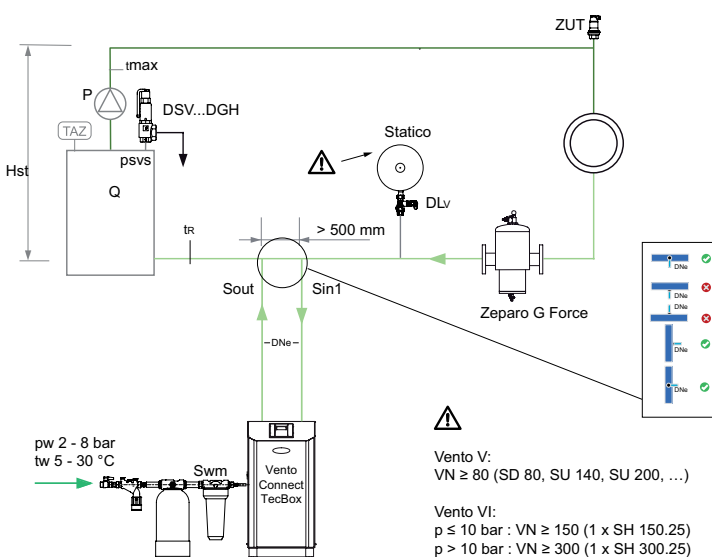 ZUT
tmax
P
DSV...DGH
TAZ
Statico
psvs
Hst
Q
DLV
tR
> 500 mm
DNe
DNe
DNe
DNe
DNe
Sout
Sin1
Zeparo G Force
–DNe–
pw 2 - 8 bar
tw 5 - 30 °C
Swm
Vento
Connect
TecBox
Vento V:
VN ≥ 80 (SD 80, SU 140, SU 200, …)
Vento VI:
p ≤ 10 bar : VN ≥ 150 (1 x SH 150.25)
p > 10 bar : VN ≥ 300 (1 x SH 300.25)